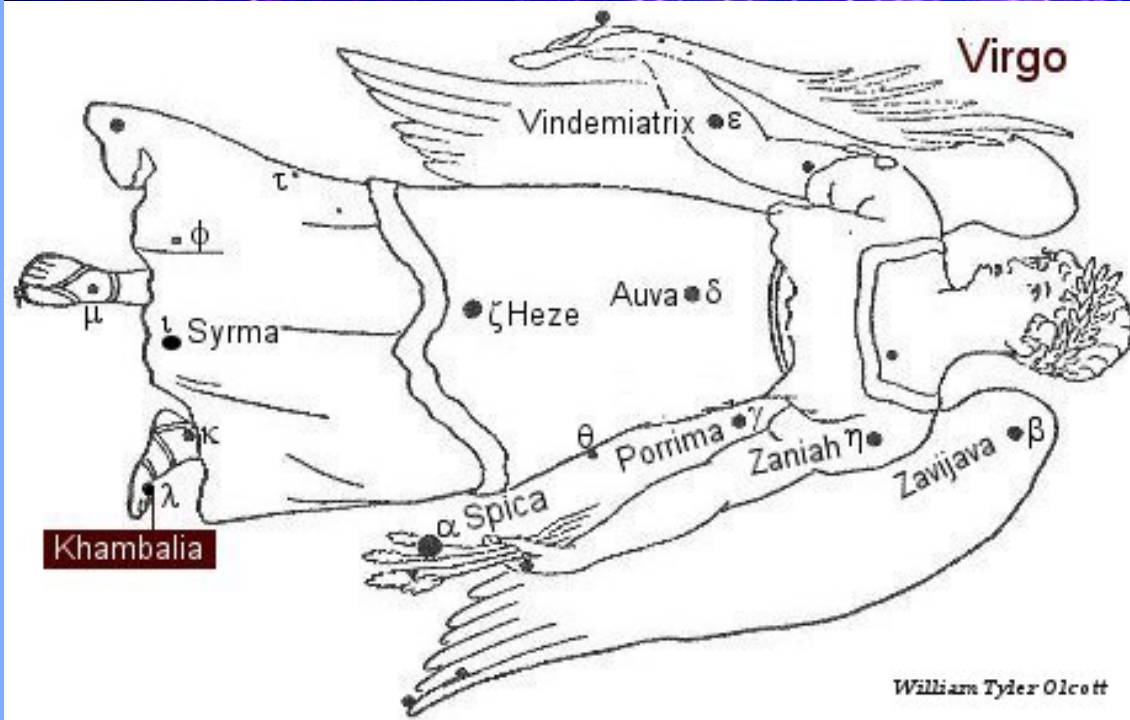 Virgo
Vindemiatrix ε
τ
φ
Auva δ
μ
ι Syrma
ζ Heze
κ
θ
Porrima γ
Zaniah η
Zavijava β
λ
α Spica
Khambalia
William Tyler Olcott